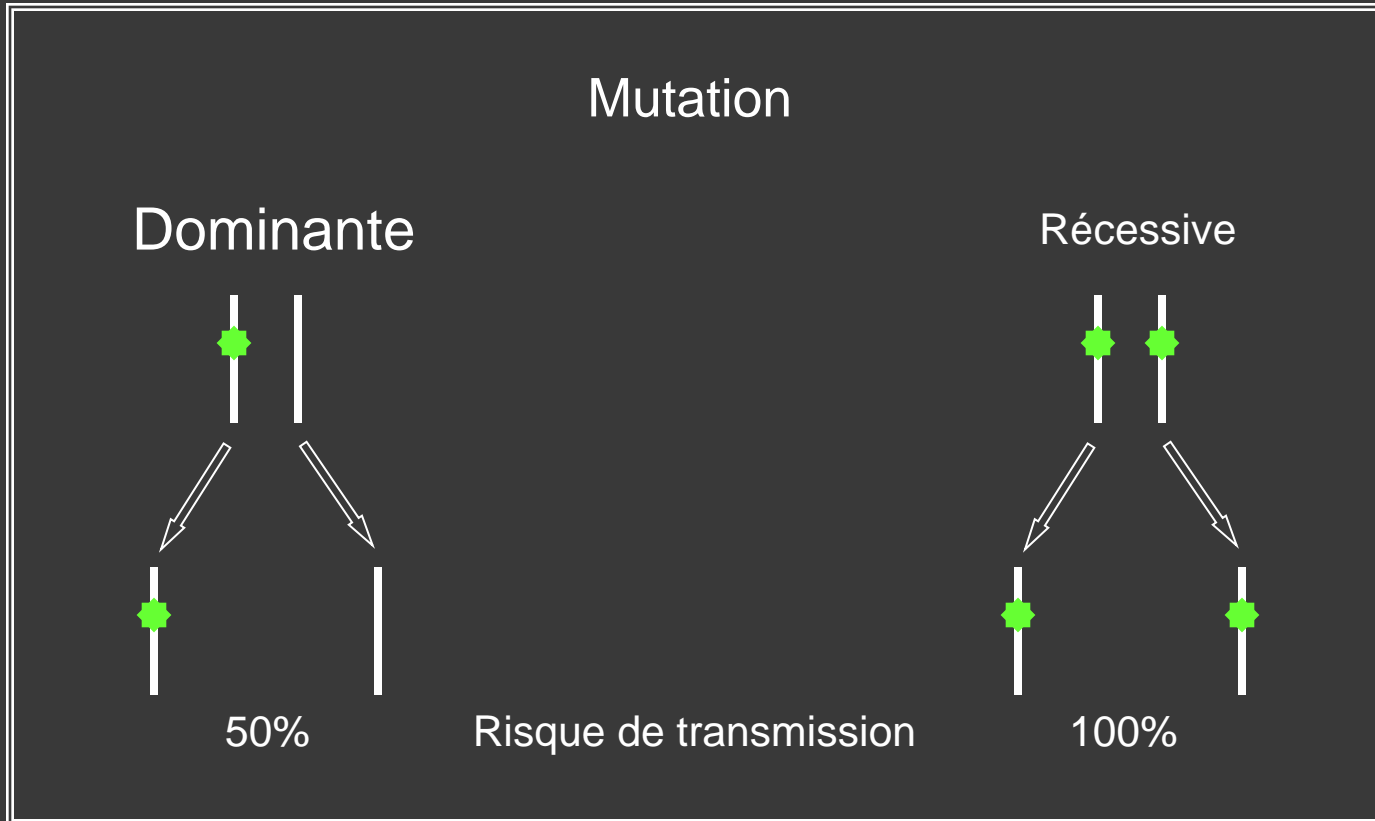 Mutation
Dominante
Récessive
50%
Risque de transmission
100%